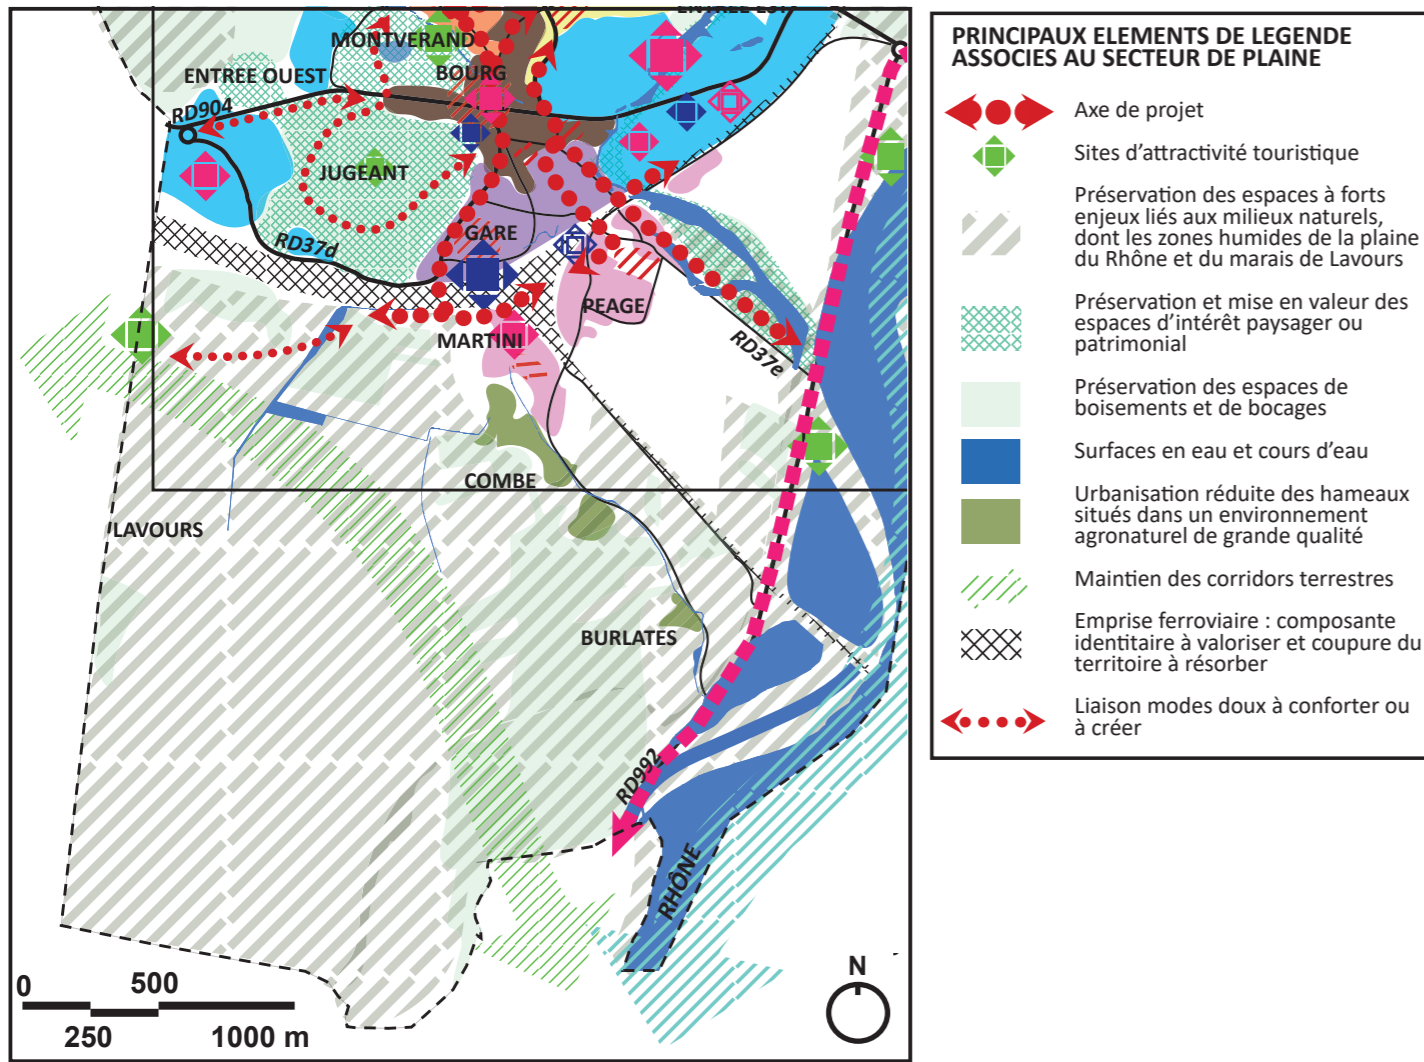 ENTREE EST
MONTVERAND
BOURG
ENTREE OUEST
RD904
JUGEANT
RD37d
GARE
PEAGE
MARTINI
RD37e
COMBE
LAVOURS
BURLATES
RD992
RHÔNE
0
500
250
1000 m
N
PRINCIPAUX ELEMENTS DE LEGENDE
ASSOCIES AU SECTEUR DE PLAINE
Axe de projet
Sites d'attractivité touristique
Préservation des espaces à forts
enjeux liés aux milieux naturels,
dont les zones humides de la plaine
du Rhône et du marais de Lavours
Préservation et mise en valeur des
espaces d'intérêt paysager ou
patrimonial
Préservation des espaces de
boisements et de bocages
Surfaces en eau et cours d'eau
Urbanisation réduite des hameaux
situés dans un environnement
agronaturel de grande qualité
Maintien des corridors terrestres
Emprise ferroviaire : composante
identitaire à valoriser et coupure du
territoire à résorber
Liaison modes doux à conforter ou
à créer